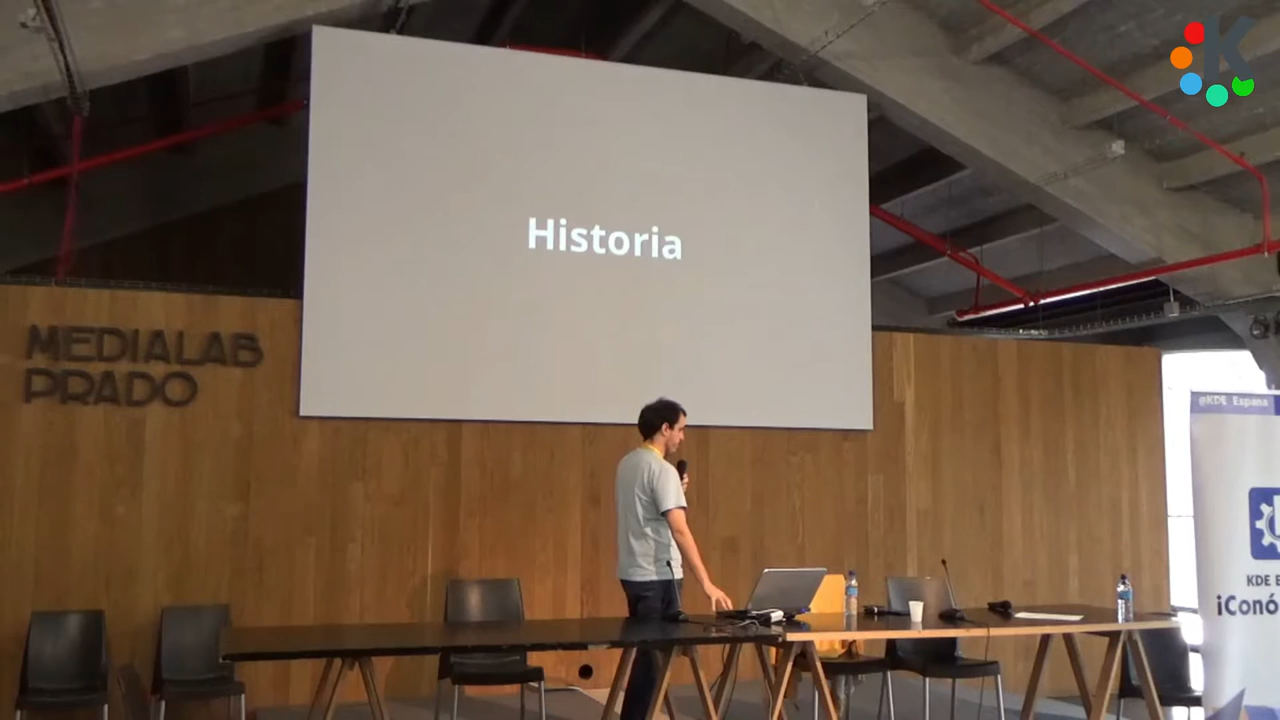 Historia
MEDIALAB
PRADO
@KDE_Espana
KDE E
¡Conó
K